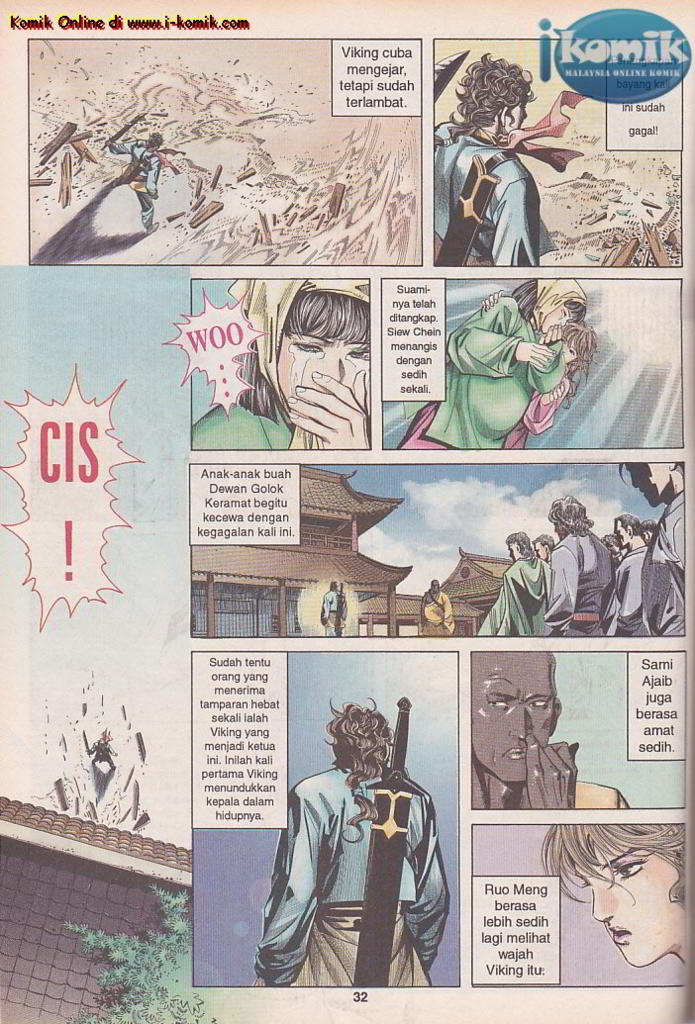 Komik Online di www.i-komik.com
ikomik
MALAYSIA ONLINE KOMIK
Viking cuba
mengejar,
tetapi sudah
terlambat.
bayang kali
ini sudah
gagal!
WOO
CIS
!
Suami-
nya telah
ditangkap.
Siew Chein
menangis
dengan
sedih
sekali.
Anak-anak buah
Dewan Golok
Keramat begitu
kecewa dengan
kegagalan kali ini.
Sudah tentu
orang yang
menerima
tamparan hebat
sekali ialah
Viking yang
menjadi ketua
ini. Inilah kali
pertama Viking
menundukkan
kepala dalam
hidupnya.
Sami
Ajaib
juga
berasa
amat
sedih.
Ruo Meng
berasa
lebih sedih
lagi melihat
wajah
Viking itu.
32